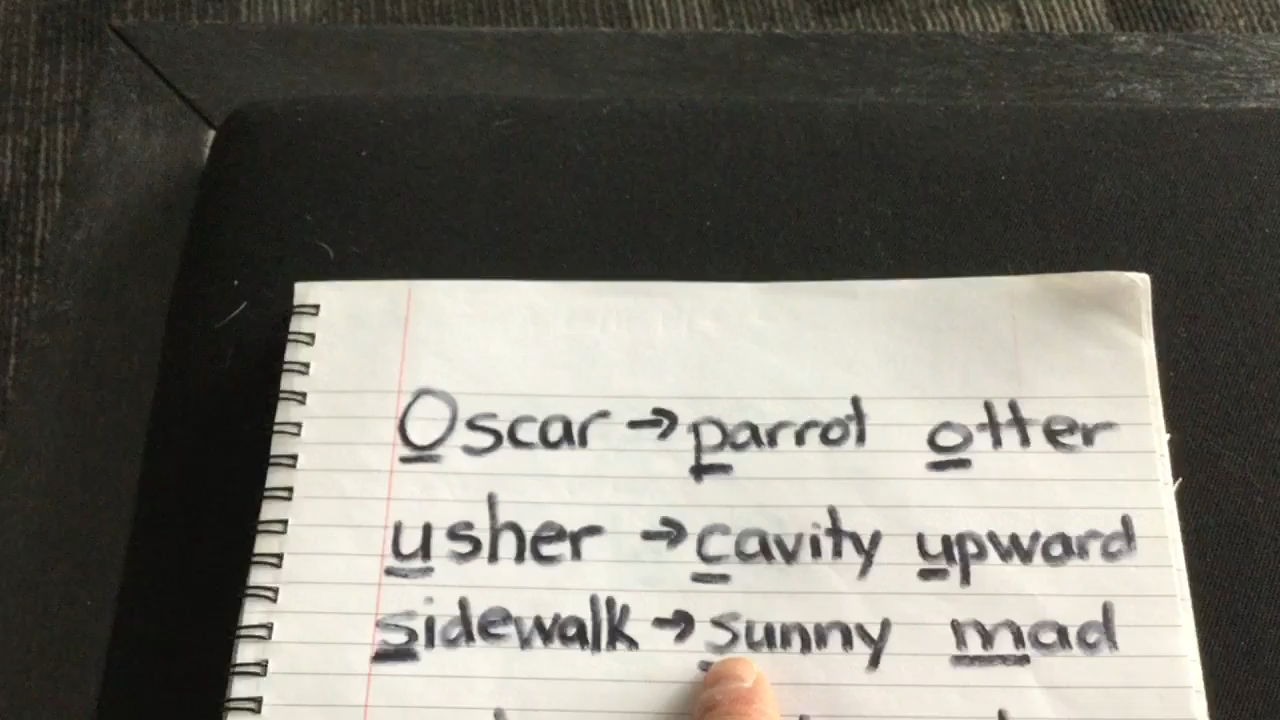 Oscar → parrot otter
usher → cavity upward
sidewalk → sunny mad